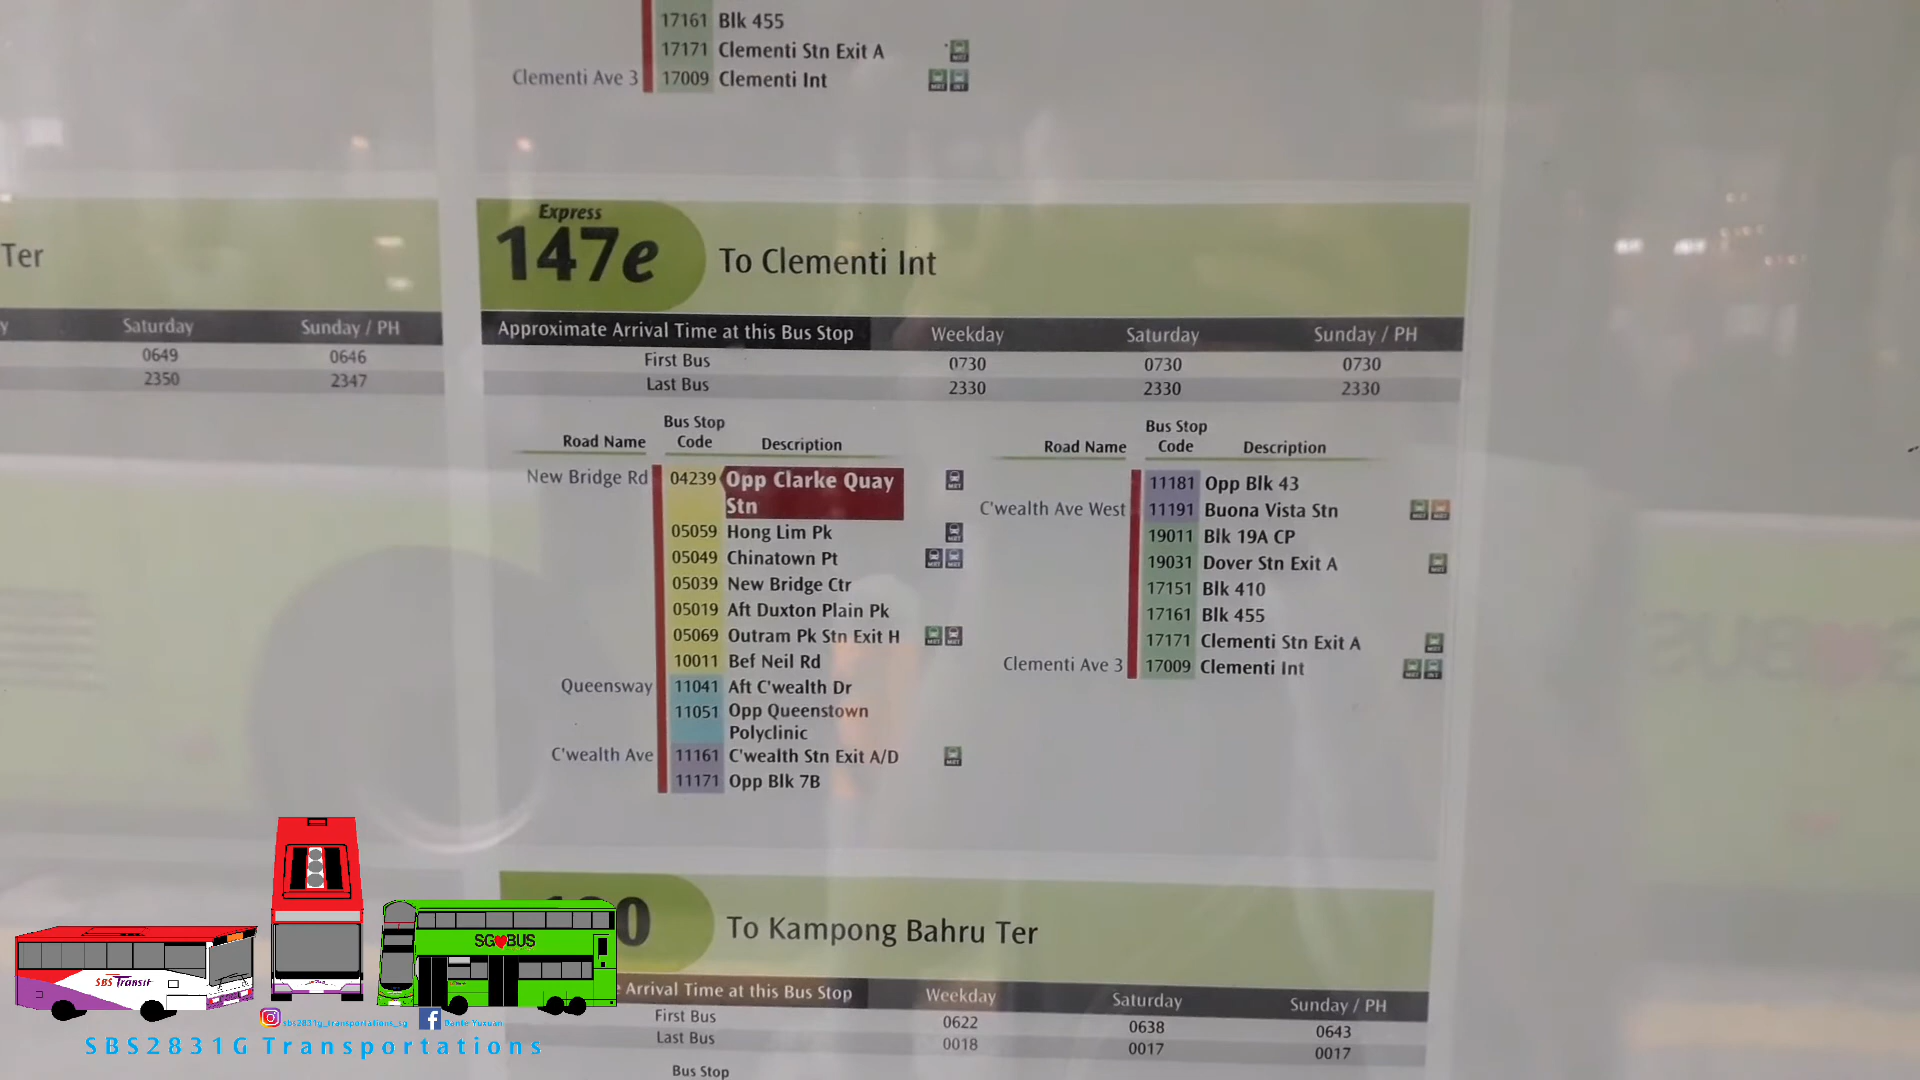 17161 Blk 455
17171 Clementi Stn Exit A
Clementi Ave 3 17009 Clementi Int
Express
147e To Clementi Int
Ter
Approximate Arrival Time at this Bus Stop Weekday Saturday Sunday / PH
First Bus 0730 0730 0730
Last Bus 2330 2330 2330
y Saturday Sunday / PH
0649 0646
2350 2347
Bus Stop
Road Name Code Description
New Bridge Rd 04239 Opp Clarke Quay
Stn
05059 Hong Lim Pk
05049 Chinatown Pt
05039 New Bridge Ctr
05019 Aft Duxton Plain Pk
05069 Outram Pk Stn Exit H
10011 Bef Neil Rd
Queensway 11041 Aft C'wealth Dr
11051 Opp Queenstown
Polyclinic
C'wealth Ave 11161 C'wealth Stn Exit A/D
11171 Opp Blk 7B
Bus Stop
Road Name Code Description
11181 Opp Blk 43
C'wealth Ave West 11191 Buona Vista Stn
19011 Blk 19A CP
19031 Dover Stn Exit A
17151 Blk 410
17161 Blk 455
17171 Clementi Stn Exit A
Clementi Ave 3 17009 Clementi Int
To Kampong Bahru Ter
Arrival Time at this Bus Stop Weekday Saturday Sunday / PH
First Bus 0622 0638 0643
Last Bus 0018 0017 0017
Bus Stop
SBS Transit
SG BUS
sbs2831g_transportations_sg
Dante Yuxuan
SBS2831G Transportations